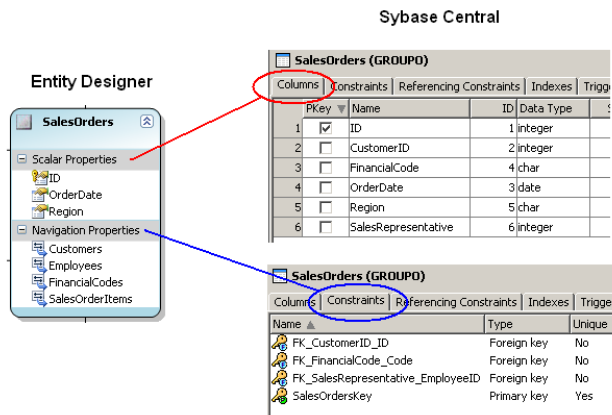 Sybase Central
Entity Designer
SalesOrders
Scalar Properties
ID
OrderDate
Region
Navigation Properties
Customers
Employees
FinancialCodes
SalesOrderItems
SalesOrders (GROUPO)
Columns Constraints Referencing Constraints Indexes Trigge
PKey Name ID Data Type
1 ID 1 integer
2 CustomerID 2 integer
3 FinancialCode 4 char
4 OrderDate 3 date
5 Region 5 char
6 SalesRepresentative 6 integer
SalesOrders (GROUPO)
Columns Constraints Referencing Constraints Indexes Trigge
Name Type Unique
FK_CustomerID_ID Foreign key No
FK_FinancialCode_Code Foreign key No
FK_SalesRepresentative_EmployeeID Foreign key No
SalesOrdersKey Primary key Yes